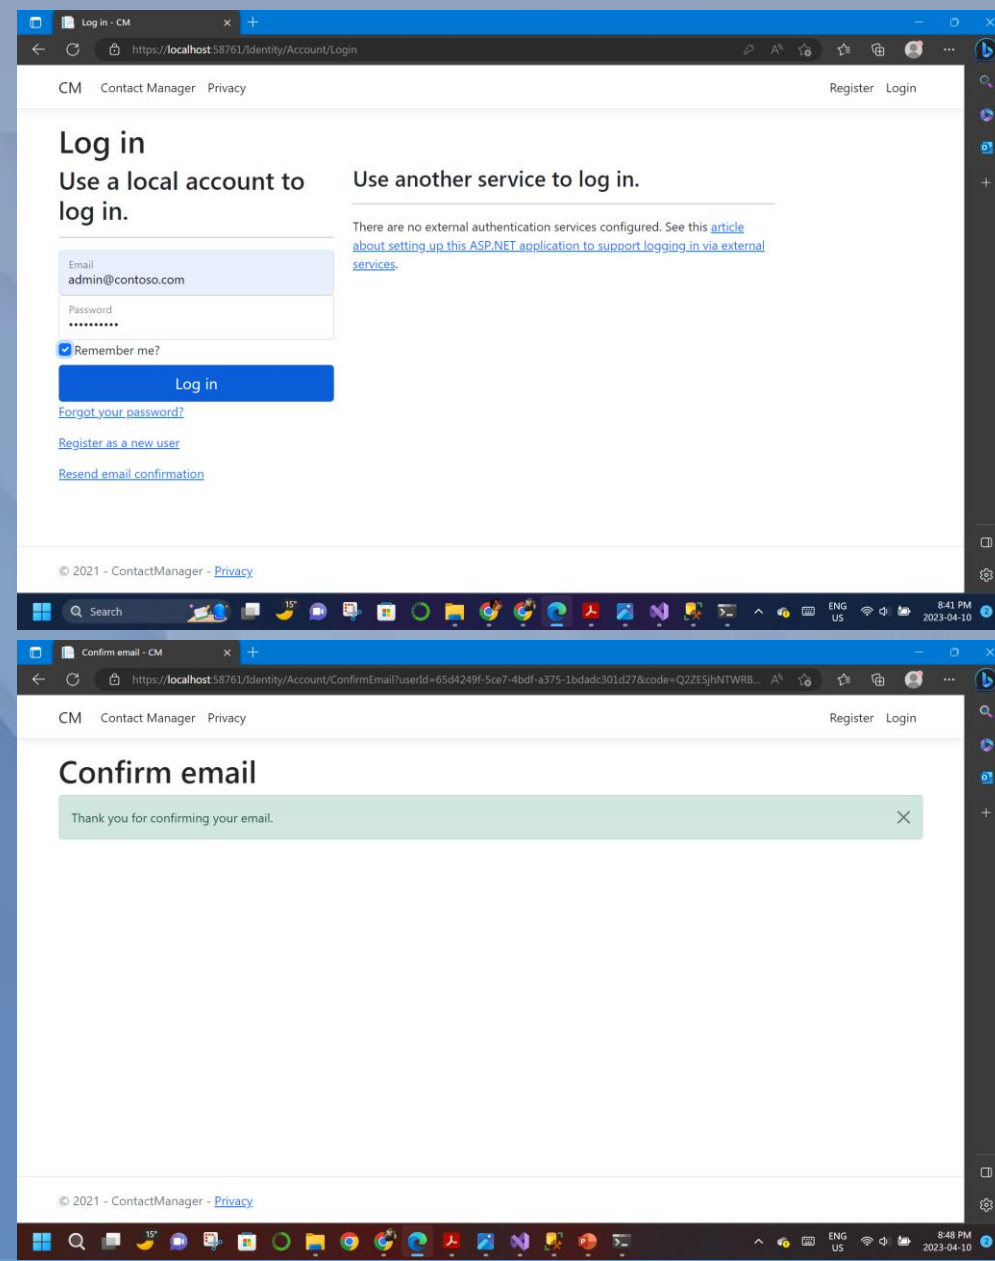 Log in - CM
https://localhost:58761/Identity/Account/Login
CM Contact Manager Privacy Register Login
Log in
Use a local account to
log in.
Use another service to log in.
There are no external authentication services configured. See this article
about setting up this ASP.NET application to support logging in via external
services.
Email
admin@contoso.com
Password
••••••••••
Remember me?
Log in
Forgot your password?
Register as a new user
Resend email confirmation
© 2021 - ContactManager - Privacy
Search 15° ENG 8:41 PM
US 2023-04-10 2
Confirm email - CM
https://localhost:58761/Identity/Account/ConfirmEmail?userId=65d4249f-5ce7-4bdf-a375-1bdadc301d27&code=Q2ZESjhNTWRB...
CM Contact Manager Privacy Register Login
Confirm email
Thank you for confirming your email.
© 2021 - ContactManager - Privacy
15° ENG 8:48 PM
US 2023-04-10 2